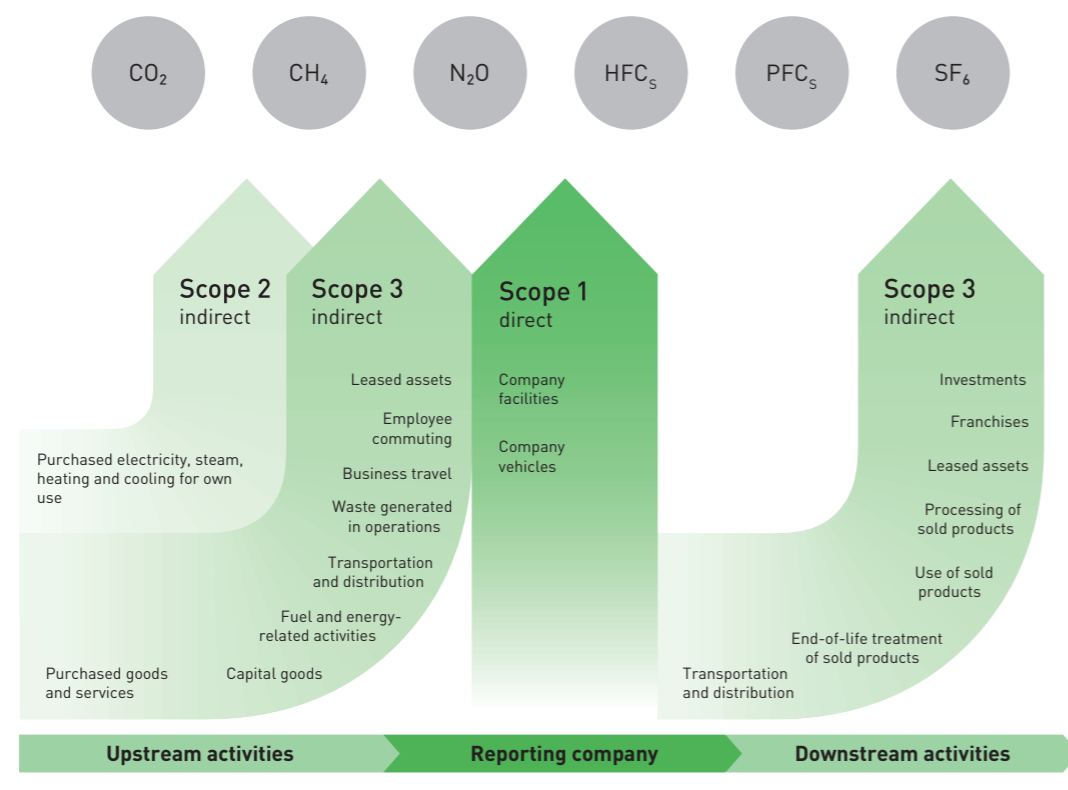 CO₂
CH₄
N₂O
HFCₛ
PFCₛ
SF₆
Scope 2
indirect
Purchased electricity, steam,
heating and cooling for own
use
Scope 3
indirect
Leased assets
Employee
commuting
Business travel
Waste generated
in operations
Transportation
and distribution
Fuel and energy-
related activities
Capital goods
Purchased goods
and services
Scope 1
direct
Company
facilities
Company
vehicles
Scope 3
indirect
Investments
Franchises
Leased assets
Processing of
sold products
Use of sold
products
End-of-life treatment
of sold products
Transportation
and distribution
Upstream activities
Reporting company
Downstream activities